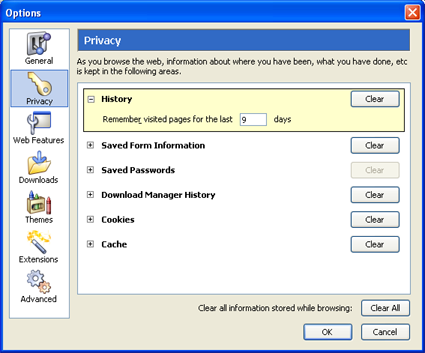 Options
General
Privacy
Web Features
Downloads
Themes
Extensions
Advanced
Privacy
As you browse the web, information about where you have been, what you have done, etc
is kept in the following areas.
History Clear
Remember visited pages for the last 9 days
Saved Form Information Clear
Saved Passwords Clear
Download Manager History Clear
Cookies Clear
Cache Clear
Clear all information stored while browsing: Clear All
OK Cancel